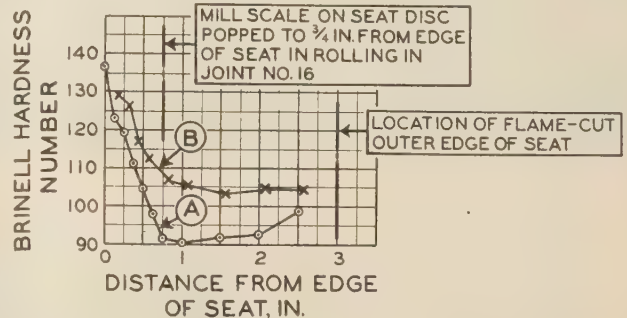 MILL SCALE ON SEAT DISC
POPPED TO 3/4 IN. FROM EDGE
OF SEAT IN ROLLING IN
JOINT NO. 16
LOCATION OF FLAME-CUT
OUTER EDGE OF SEAT
BRINELL HARDNESS
NUMBER
150
140
130
120
110
100
90
B
A
0
1
2
3
DISTANCE FROM EDGE
OF SEAT, IN.